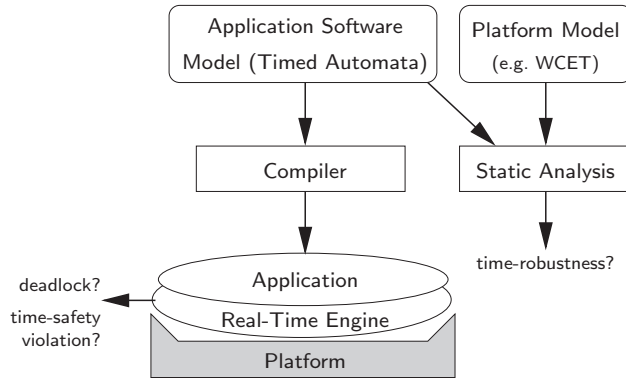 Application Software
Model (Timed Automata)
Platform Model
(e.g. WCET)
Compiler
Static Analysis
time-robustness?
Application
Real-Time Engine
Platform
deadlock?
time-safety
violation?